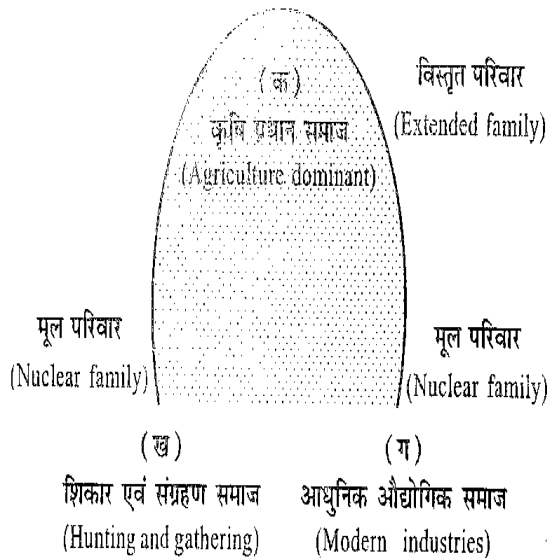 (क)
कृषि प्रधान समाज
(Agriculture dominant)
विस्तृत परिवार
(Extended family)
मूल परिवार
(Nuclear family)
मूल परिवार
(Nuclear family)
(ख)
शिकार एवं संग्रहण समाज
(Hunting and gathering)
(ग)
आधुनिक औद्योगिक समाज
(Modern industries)